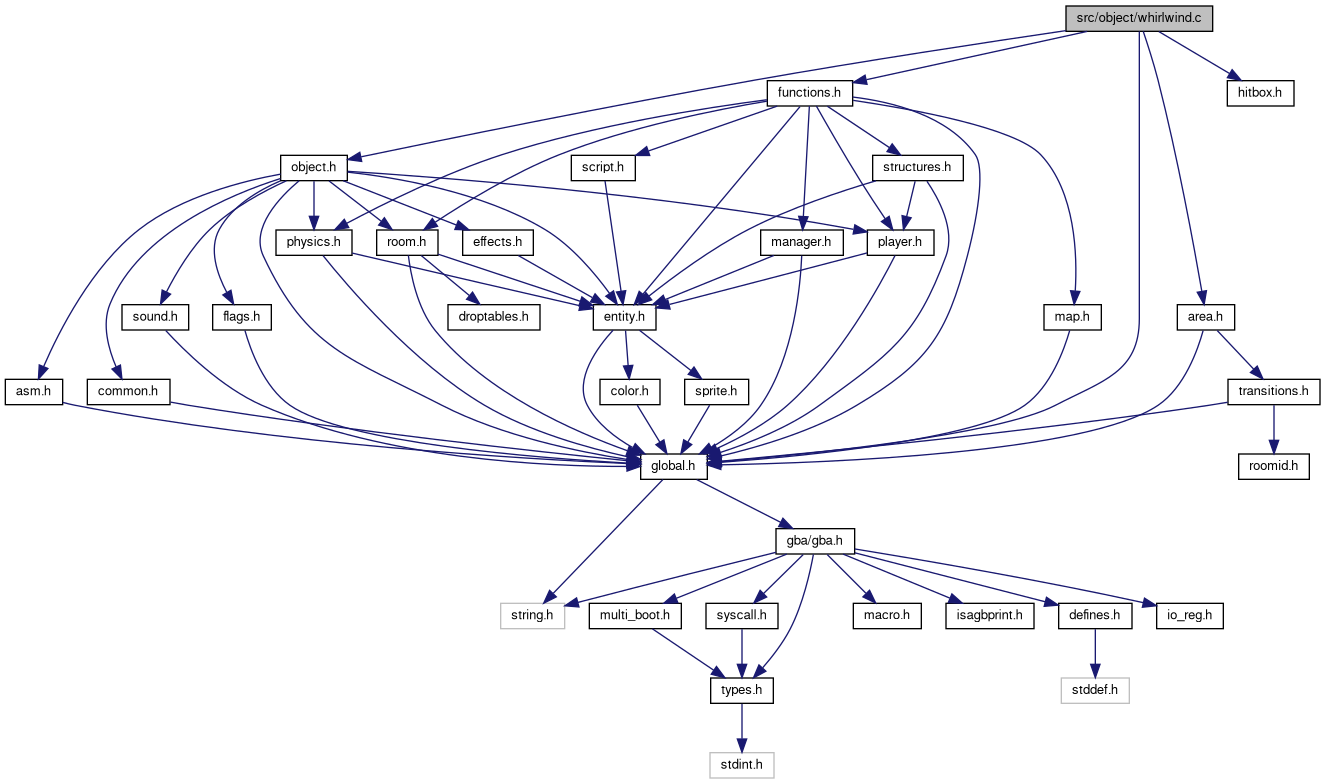 src/object/whirlwind.c
functions.h
hitbox.h
object.h
script.h
structures.h
physics.h
room.h
effects.h
manager.h
player.h
sound.h
flags.h
droptables.h
entity.h
map.h
area.h
asm.h
common.h
color.h
sprite.h
transitions.h
global.h
roomid.h
gba/gba.h
string.h
multi_boot.h
syscall.h
macro.h
isagbprint.h
defines.h
io_reg.h
types.h
stddef.h
stdint.h